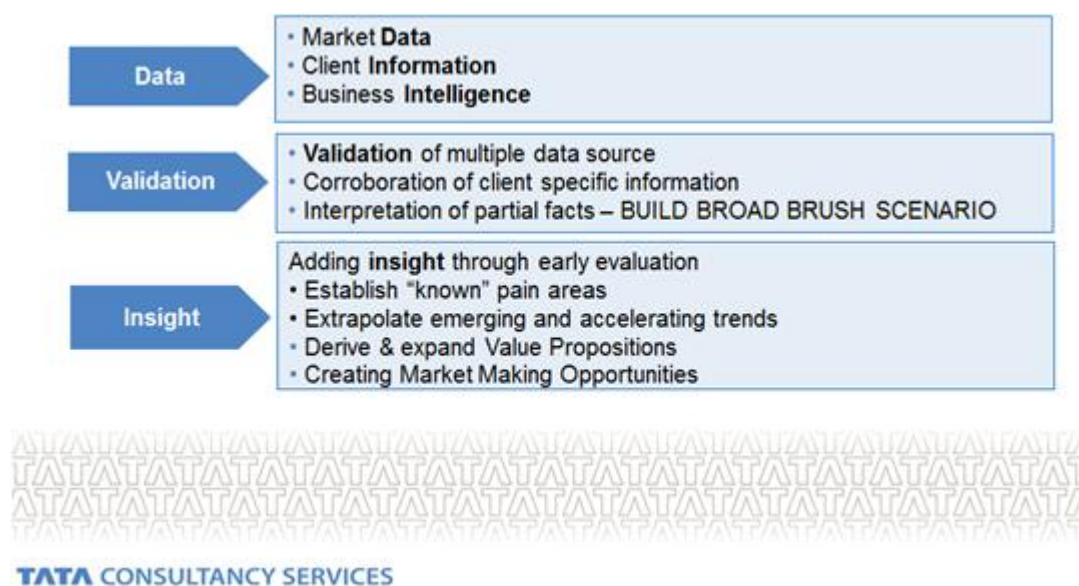 Data
• Market Data
• Client Information
• Business Intelligence
Validation
• Validation of multiple data source
• Corroboration of client specific information
• Interpretation of partial facts – BUILD BROAD BRUSH SCENARIO
Insight
Adding insight through early evaluation
• Establish “known” pain areas
• Extrapolate emerging and accelerating trends
• Derive & expand Value Propositions
• Creating Market Making Opportunities
TATA CONSULTANCY SERVICES